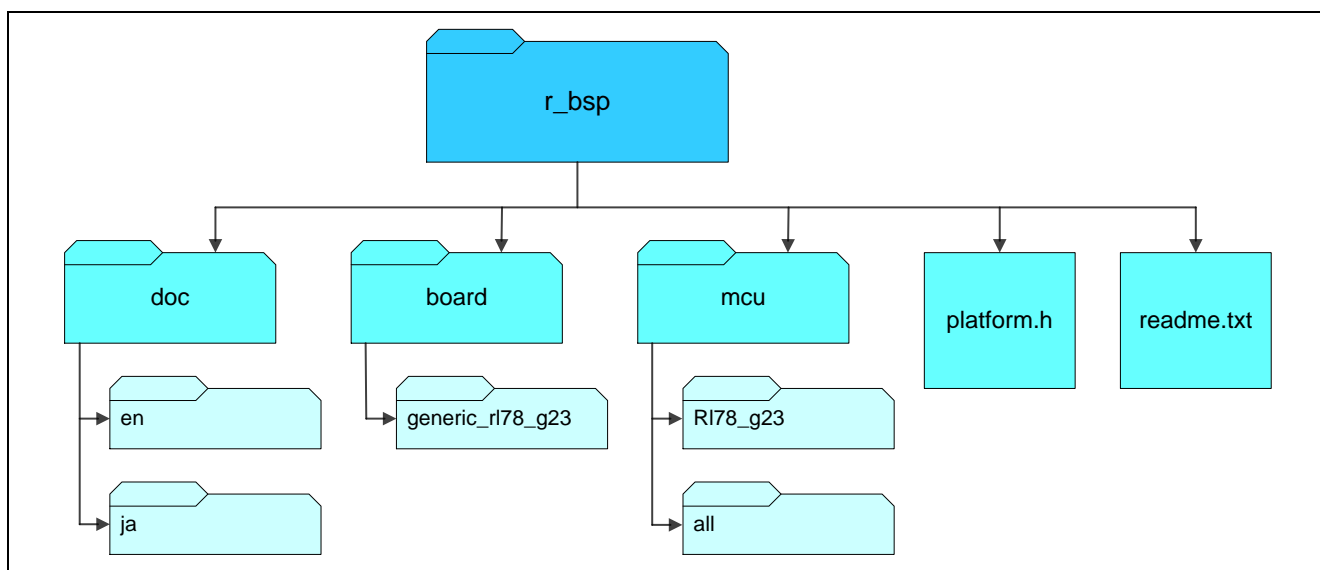 r_bsp
doc
board
mcu
platform.h
readme.txt
en
generic_rl78_g23
Rl78_g23
ja
all